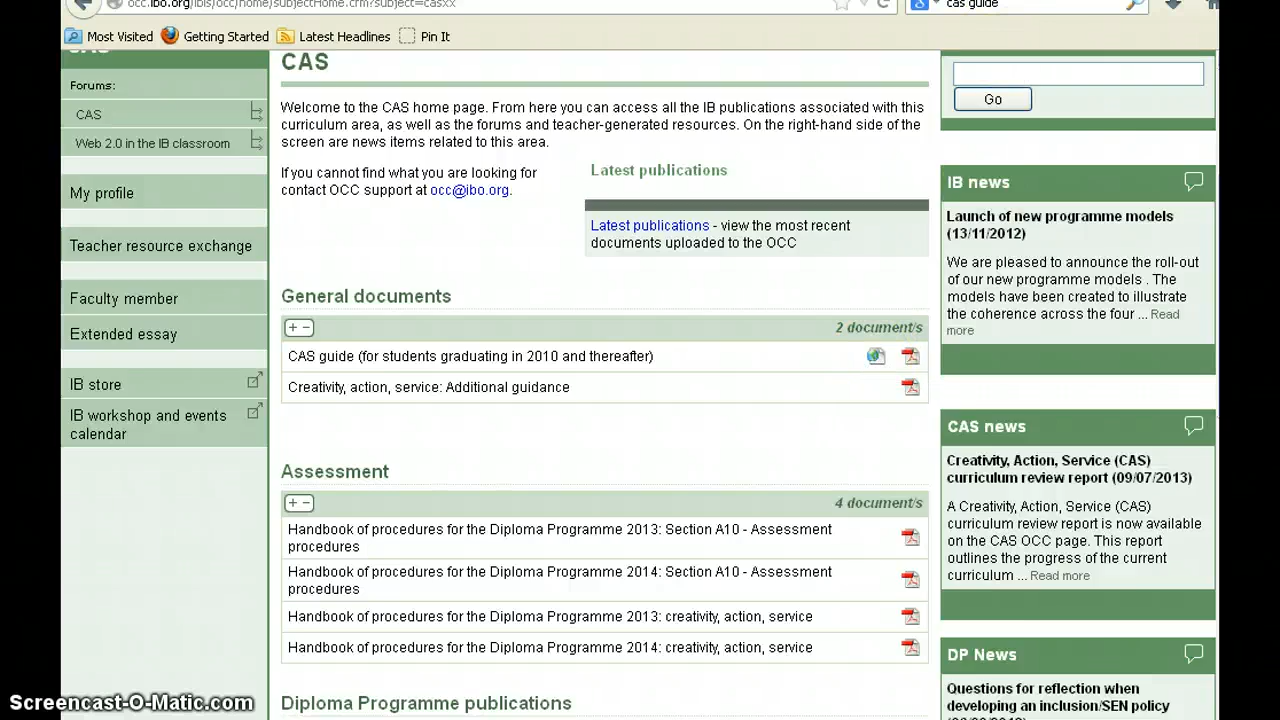 occ.ibo.org/ibis/occ/home/subjectHome.cfm?subject=casxx
cas guide
Most Visited
Getting Started
Latest Headlines
Pin It
CAS
Forums:
CAS
Web 2.0 in the IB classroom
My profile
Teacher resource exchange
Faculty member
Extended essay
IB store
IB workshop and events
calendar
CAS
Welcome to the CAS home page. From here you can access all the IB publications associated with this
curriculum area, as well as the forums and teacher-generated resources. On the right-hand side of the
screen are news items related to this area.
If you cannot find what you are looking for
contact OCC support at occ@ibo.org.
Latest publications
Latest publications - view the most recent
documents uploaded to the OCC
General documents
+ -
2 document/s
CAS guide (for students graduating in 2010 and thereafter)
Creativity, action, service: Additional guidance
Assessment
+ -
4 document/s
Handbook of procedures for the Diploma Programme 2013: Section A10 - Assessment
procedures
Handbook of procedures for the Diploma Programme 2014: Section A10 - Assessment
procedures
Handbook of procedures for the Diploma Programme 2013: creativity, action, service
Handbook of procedures for the Diploma Programme 2014: creativity, action, service
Diploma Programme publications
Go
IB news
Launch of new programme models
(13/11/2012)
We are pleased to announce the roll-out
of our new programme models . The
models have been created to illustrate
the coherence across the four ... Read
more
CAS news
Creativity, Action, Service (CAS)
curriculum review report (09/07/2013)
A Creativity, Action, Service (CAS)
curriculum review report is now available
on the CAS OCC page. This report
outlines the progress of the current
curriculum ... Read more
DP News
Questions for reflection when
developing an inclusion/SEN policy
Screencast-O-Matic.com